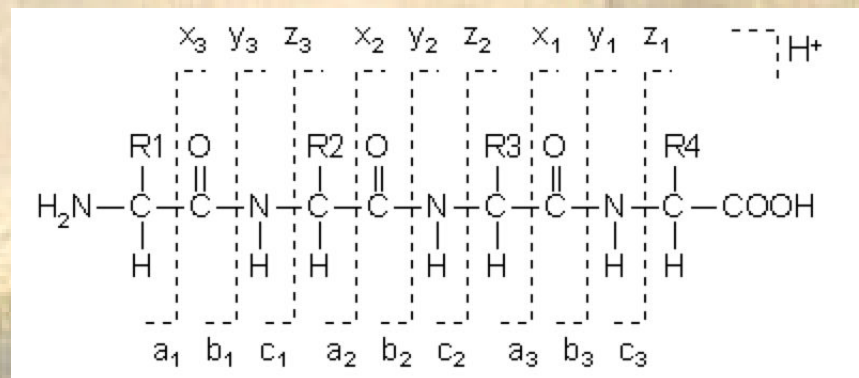 x₃ y₃ z₃ x₂ y₂ z₂ x₁ y₁ z₁ H⁺
R1 O R2 O R3 O R4
H₂N—C—C—N—C—C—N—C—C—N—C—COOH
H H H H H H H
a₁ b₁ c₁ a₂ b₂ c₂ a₃ b₃ c₃